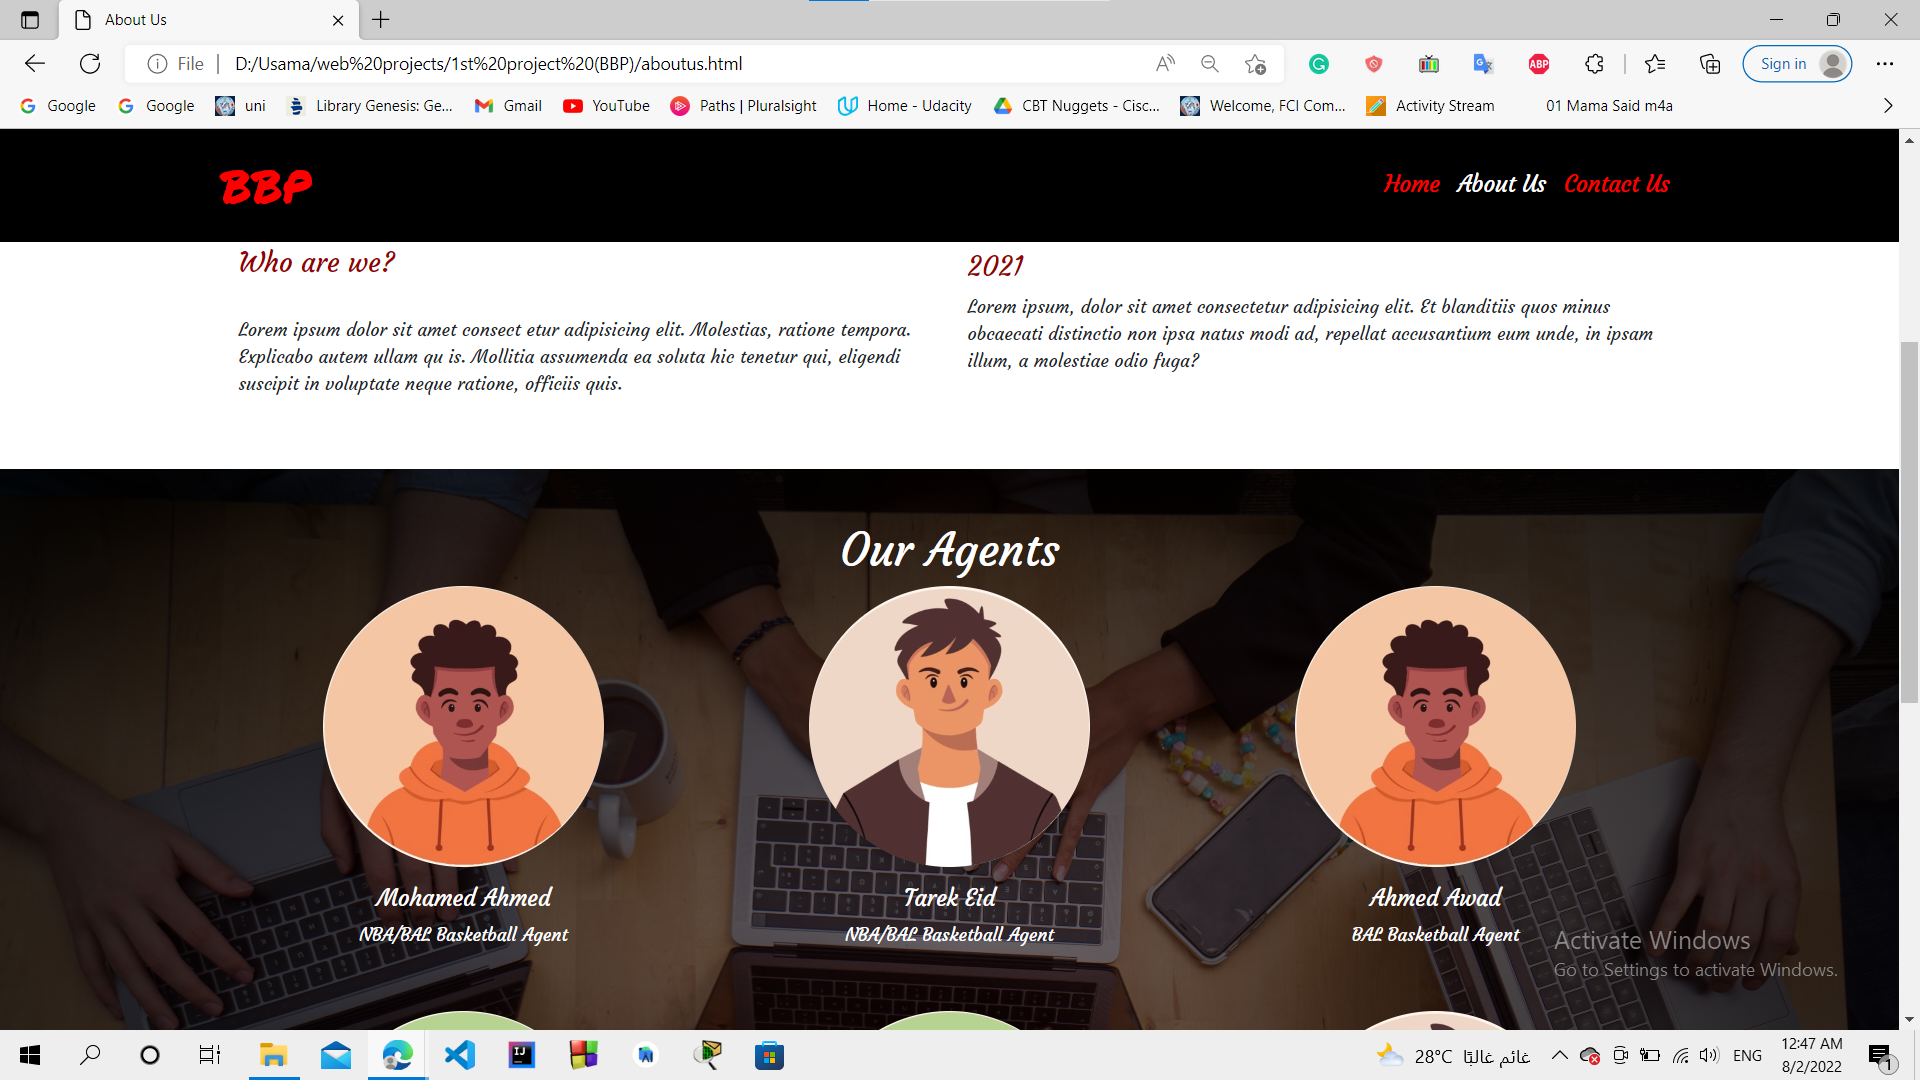 About Us
File
D:/Usama/web%20projects/1st%20project%20(BBP)/aboutus.html
Sign in
Google
Google
uni
Library Genesis: Ge...
Gmail
YouTube
Paths | Pluralsight
Home - Udacity
CBT Nuggets - Cisc...
Welcome, FCI Com...
Activity Stream
01 Mama Said m4a
ABP
BBP
Home
About Us
Contact Us
Who are we?
Lorem ipsum dolor sit amet consect etur adipisicing elit. Molestias, ratione tempora.
Explicabo autem ullam qu is. Mollitia assumenda ea soluta hic tenetur qui, eligendi
suscipit in voluptate neque ratione, officiis quis.
2021
Lorem ipsum, dolor sit amet consectetur adipisicing elit. Et blanditiis quos minus
obcaecati distinctio non ipsa natus modi ad, repellat accusantium eum unde, in ipsam
illum, a molestiae odio fuga?
Our Agents
Mohamed Ahmed
NBA/BAL Basketball Agent
Tarek Eid
NBA/BAL Basketball Agent
Ahmed Awad
BAL Basketball Agent
Activate Windows
Go to Settings to activate Windows.
28°C غائم غالبًا
ENG
12:47 AM
8/2/2022
1